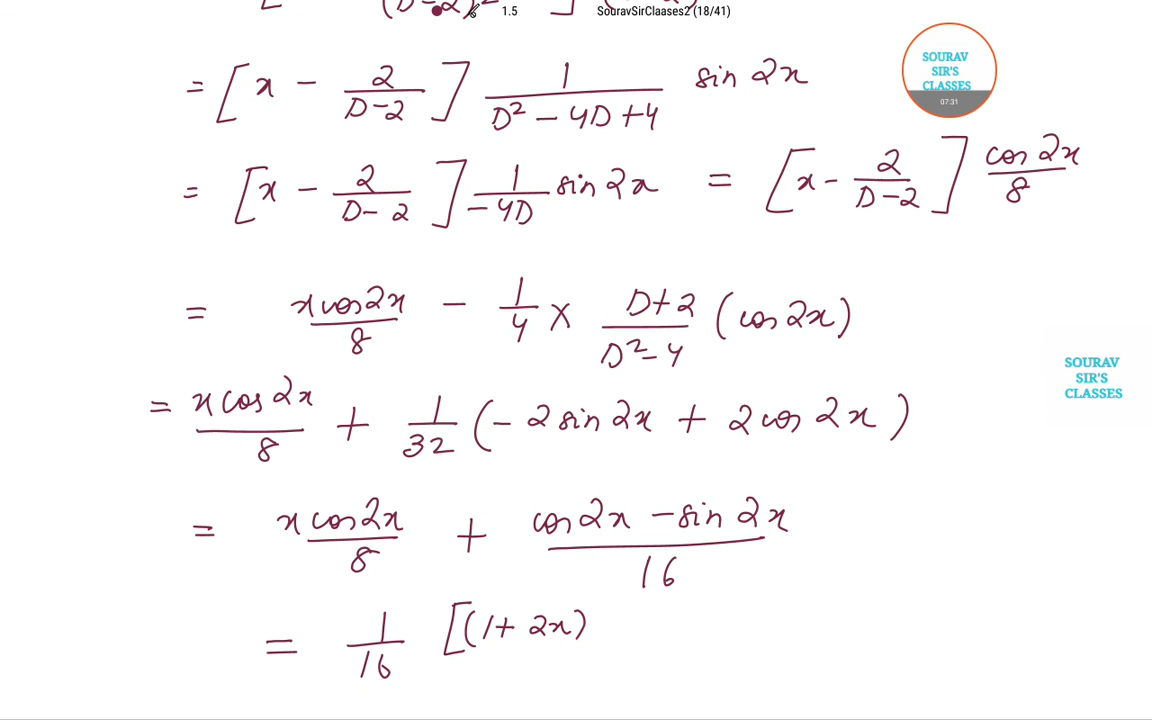 (D-2)² 1.5 SouravSirClaases2 (18/41)
= [x - 2/(D-2)] 1/(D² - 4D + 4) sin 2x
SOURAV
SIR'S
CLASSES
07:31
= [x - 2/(D-2)] 1/(-4D) sin 2x = [x - 2/(D-2)] cos 2x/8
= x cos 2x/8 - 1/4 × (D+2)/(D²-4) (cos 2x)
SOURAV
SIR'S
CLASSES
= x cos 2x/8 + 1/32 (- 2 sin 2x + 2 cos 2x)
= x cos 2x/8 + (cos 2x - sin 2x)/16
= 1/16 [(1 + 2x)